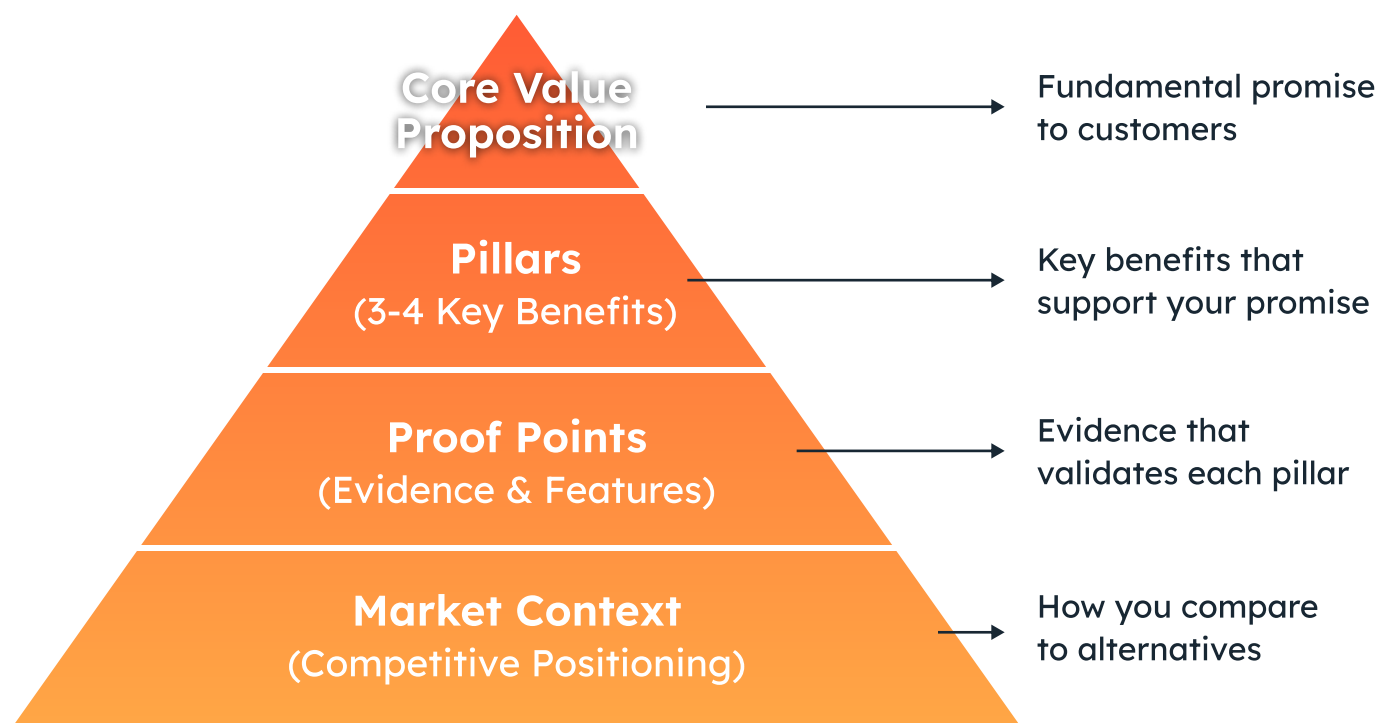 Core Value
Proposition
Fundamental promise
to customers
Pillars
(3-4 Key Benefits)
Key benefits that
support your promise
Proof Points
(Evidence & Features)
Evidence that
validates each pillar
Market Context
(Competitive Positioning)
How you compare
to alternatives